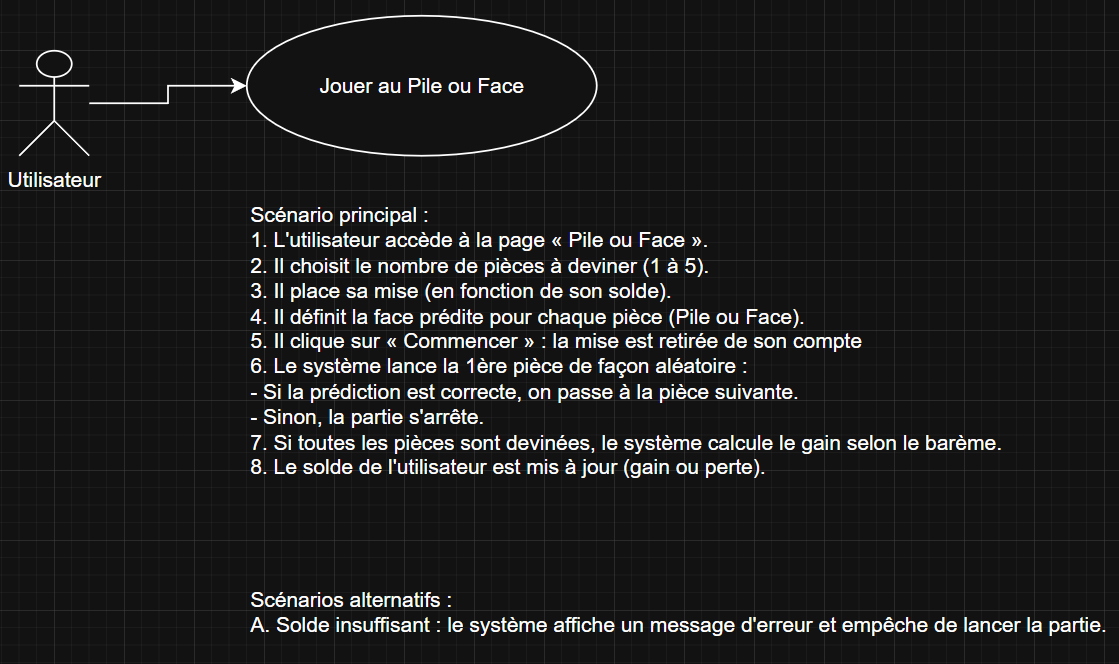 Jouer au Pile ou Face
Utilisateur
Scénario principal :
1. L'utilisateur accède à la page « Pile ou Face ».
2. Il choisit le nombre de pièces à deviner (1 à 5).
3. Il place sa mise (en fonction de son solde).
4. Il définit la face prédite pour chaque pièce (Pile ou Face).
5. Il clique sur « Commencer » : la mise est retirée de son compte
6. Le système lance la 1ère pièce de façon aléatoire :
- Si la prédiction est correcte, on passe à la pièce suivante.
- Sinon, la partie s'arrête.
7. Si toutes les pièces sont devinées, le système calcule le gain selon le barème.
8. Le solde de l'utilisateur est mis à jour (gain ou perte).
Scénarios alternatifs :
A. Solde insuffisant : le système affiche un message d'erreur et empêche de lancer la partie.